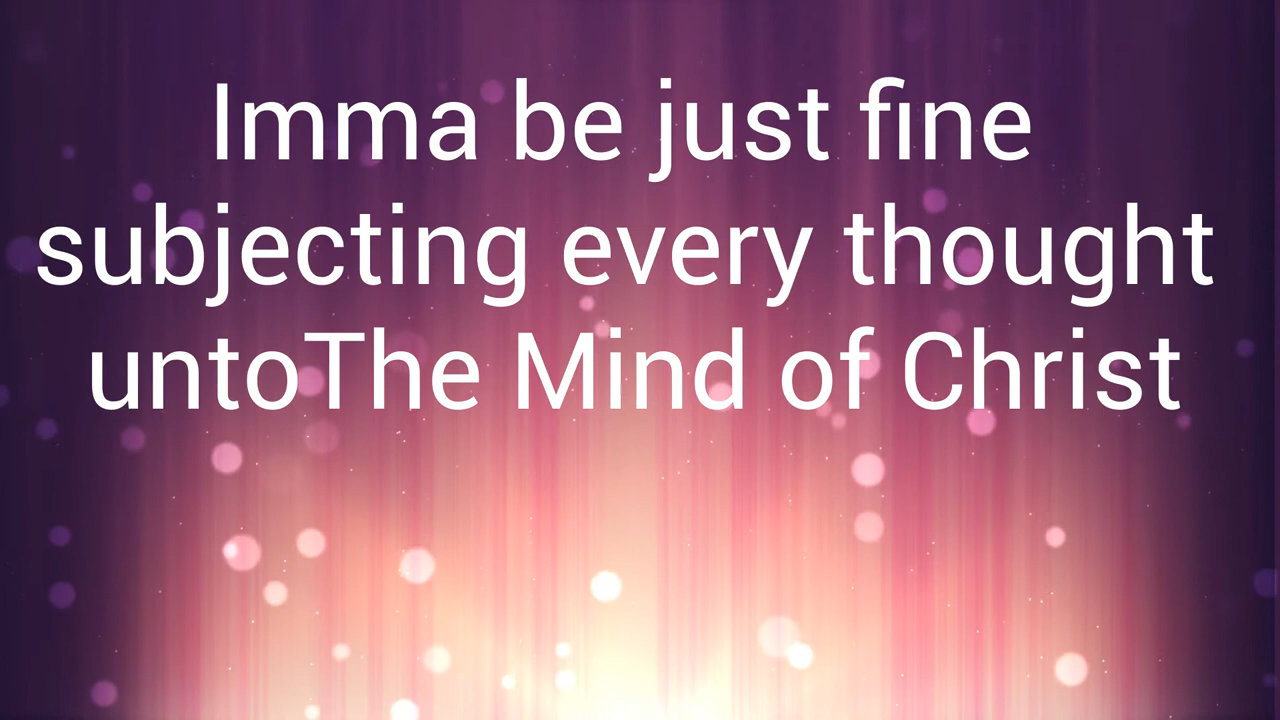 Imma be just fine
subjecting every thought
untoThe Mind of Christ